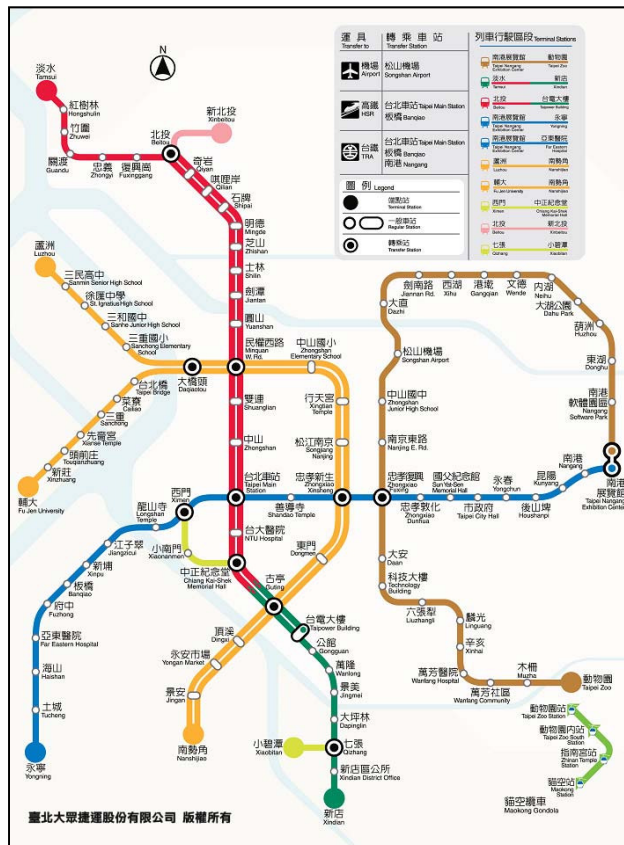 運具
Transfer to
轉乘車站
Transfer Station
機場
Airport
松山機場
Songshan Airport
高鐵
HSR
台北車站 Taipei Main Station
板橋 Banqiao
台鐵
TRA
台北車站 Taipei Main Station
板橋 Banqiao
南港 Nangang
圖例 Legend
端點站
Terminal Station
一般車站
Regular Station
轉乘站
Transfer Station
列車行駛區段 Terminal Stations
南港展覽館
Taipei Nangang
Exhibition Center
動物園
Taipei Zoo
淡水
Tamsui
新店
Xindian
北投
Beitou
台電大樓
Taipower Building
南港展覽館
Taipei Nangang
Exhibition Center
永寧
Yongning
南港展覽館
Taipei Nangang
Exhibition Center
亞東醫院
Far Eastern
Hospital
蘆洲
Luzhou
南勢角
Nanshijiao
輔大
Fu Jen University
南勢角
Nanshijiao
西門
Ximen
中正紀念堂
Chiang Kai-Shek
Memorial Hall
北投
Beitou
新北投
Xinbeitou
七張
Qizhang
小碧潭
Xiaobitan
N
淡水
Tamsui
紅樹林
Hongshulin
竹圍
Zhuwei
關渡
Guandu
忠義
Zhongyi
復興崗
Fuxinggang
北投
Beitou
新北投
Xinbeitou
奇岩
Qiyan
唭哩岸
Qilian
石牌
Shipai
明德
Mingde
芝山
Zhishan
士林
Shilin
劍潭
Jiantan
圓山
Yuanshan
民權西路
Minquan
W. Rd.
雙連
Shuanglian
中山
Zhongshan
台北車站
Taipei Main
Station
台大醫院
NTU Hospital
中正紀念堂
Chiang Kai-Shek
Memorial Hall
蘆洲
Luzhou
三民高中
Sanmin Senior High School
徐匯中學
St. Ignatius High School
三和國中
Sanhe Junior High School
三重國小
Sanchong Elementary
School
大橋頭
Daqiaotou
台北橋
Taipei Bridge
菜寮
Cailiao
三重
Sanchong
先嗇宮
Xianse Temple
頭前庄
Touqianzhuang
新莊
Xinzhuang
輔大
Fu Jen University
中山國小
Zhongshan
Elementary School
行天宮
Xingtian
Temple
松江南京
Songjiang
Nanjing
忠孝新生
Zhongxiao
Xinsheng
東門
Dongmen
古亭
Guting
頂溪
Dingxi
永安市場
Yongan Market
景安
Jingan
南勢角
Nanshijiao
台電大樓
Taipower Building
公館
Gongguan
萬隆
Wanlong
景美
Jingmei
大坪林
Dapinglin
七張
Qizhang
小碧潭
Xiaobitan
新店區公所
Xindian District Office
新店
Xindian
西門
Ximen
小南門
Xiaonanmen
龍山寺
Longshan
Temple
江子翠
Jiangzicui
新埔
Xinpu
板橋
Banqiao
府中
Fuzhong
亞東醫院
Far Eastern Hospital
海山
Haishan
土城
Tucheng
永寧
Yongning
善導寺
Shandao Temple
忠孝復興
Zhongxiao
Fuxing
忠孝敦化
Zhongxiao
Dunhua
國父紀念館
Sun Yat-Sen
Memorial Hall
市政府
Taipei City Hall
永春
Yongchun
後山埤
Houshanpi
昆陽
Kunyang
南港
Nangang
南港
展覽館
Taipei Nangang
Exhibition Center
南港
軟體園區
Nangang
Software Park
東湖
Donghu
葫洲
Huzhou
大湖公園
Dahu Park
內湖
Neihu
文德
Wende
港墘
Gangqian
西湖
Xihu
劍南路
Jiannan Rd.
大直
Dazhi
松山機場
Songshan Airport
中山國中
Zhongshan
Junior High School
南京東路
Nanjing E. Rd.
大安
Daan
科技大樓
Technology
Building
六張犁
Liuzhangli
麟光
Linguang
辛亥
Xinhai
萬芳醫院
Wanfang Hospital
萬芳社區
Wanfang Community
木柵
Muzha
動物園
Taipei Zoo
動物園站
Taipei Zoo Station
動物園內站
Taipei Zoo South
Station
指南宮站
Zhinan Temple
Station
貓空站
Maokong
Station
貓空纜車
Maokong Gondola
臺北大眾捷運股份有限公司 版權所有